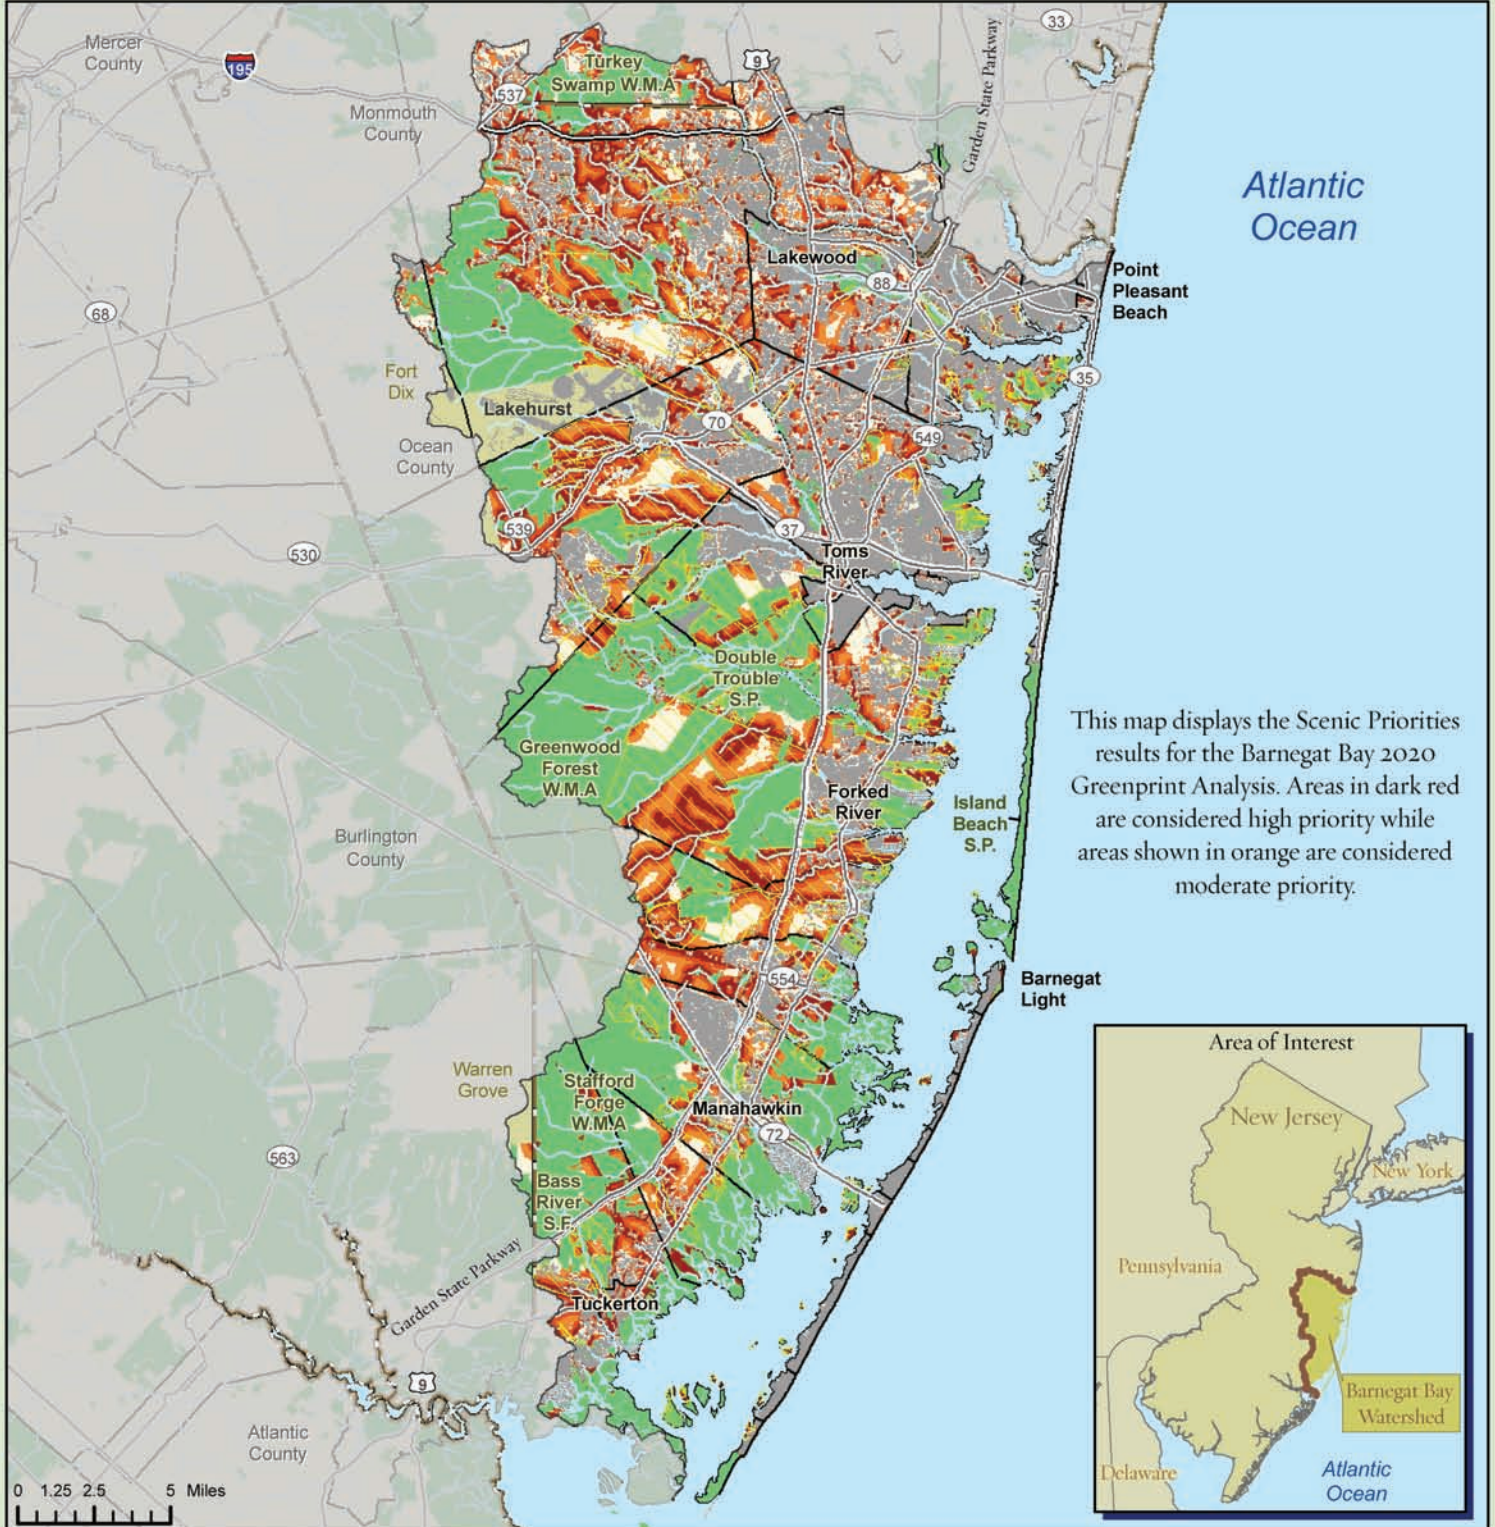 33
Mercer
County
195
9
Turkey
Swamp W.M.A
537
Garden State Parkway
Monmouth
County
Atlantic
Ocean
Lakewood
88
Point
Pleasant
Beach
68
Fort
Dix
35
Lakehurst
70
549
Ocean
County
539
37
530
Toms
River
Double
Trouble
S.P.
This map displays the Scenic Priorities
results for the Barnegat Bay 2020
Greenprint Analysis. Areas in dark red
are considered high priority while
areas shown in orange are considered
moderate priority.
Greenwood
Forest
W.M.A
Forked
River
Island
Beach
S.P.
Burlington
County
554
Barnegat
Light
Warren
Grove
Stafford
Forge
W.M.A
Manahawkin
72
563
Bass
River
S.F.
Garden State Parkway
Tuckerton
9
Atlantic
County
0 1.25 2.5 5 Miles
Area of Interest
New Jersey
New York
Pennsylvania
Barnegat Bay
Watershed
Delaware
Atlantic
Ocean